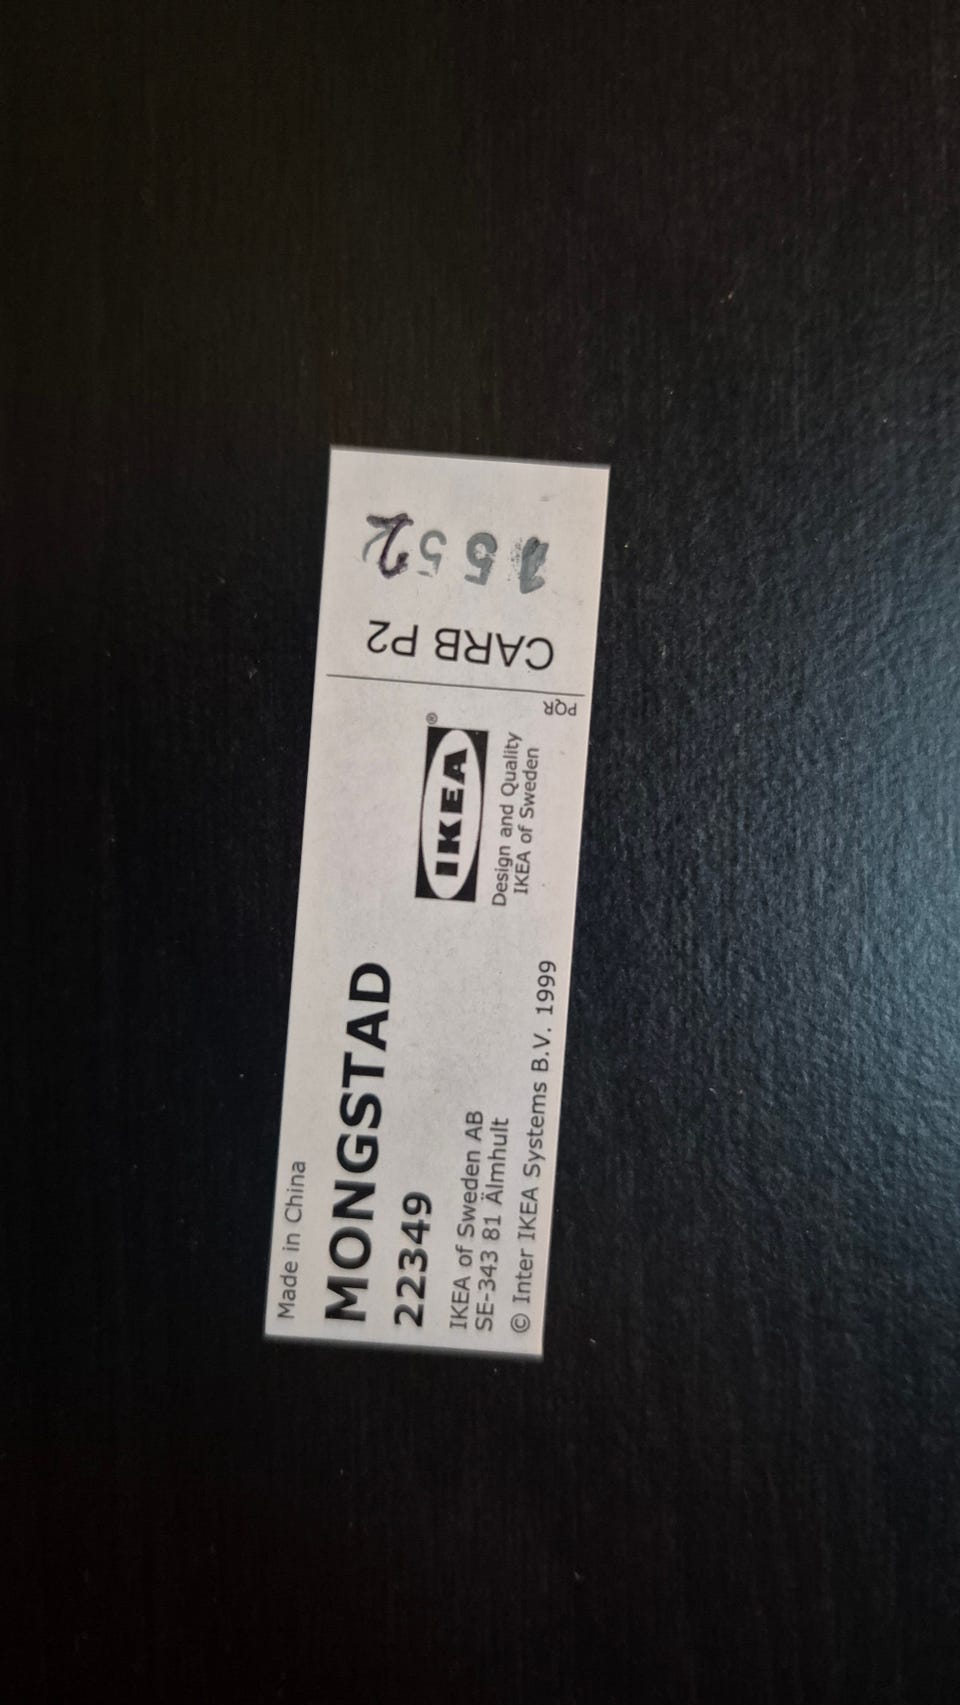 Made in China
MONGSTAD
22349
IKEA of Sweden AB
SE-343 81 Älmhult
© Inter IKEA Systems B.V. 1999
IKEA®
Design and Quality
IKEA of Sweden
PQR
CARB P2
1552